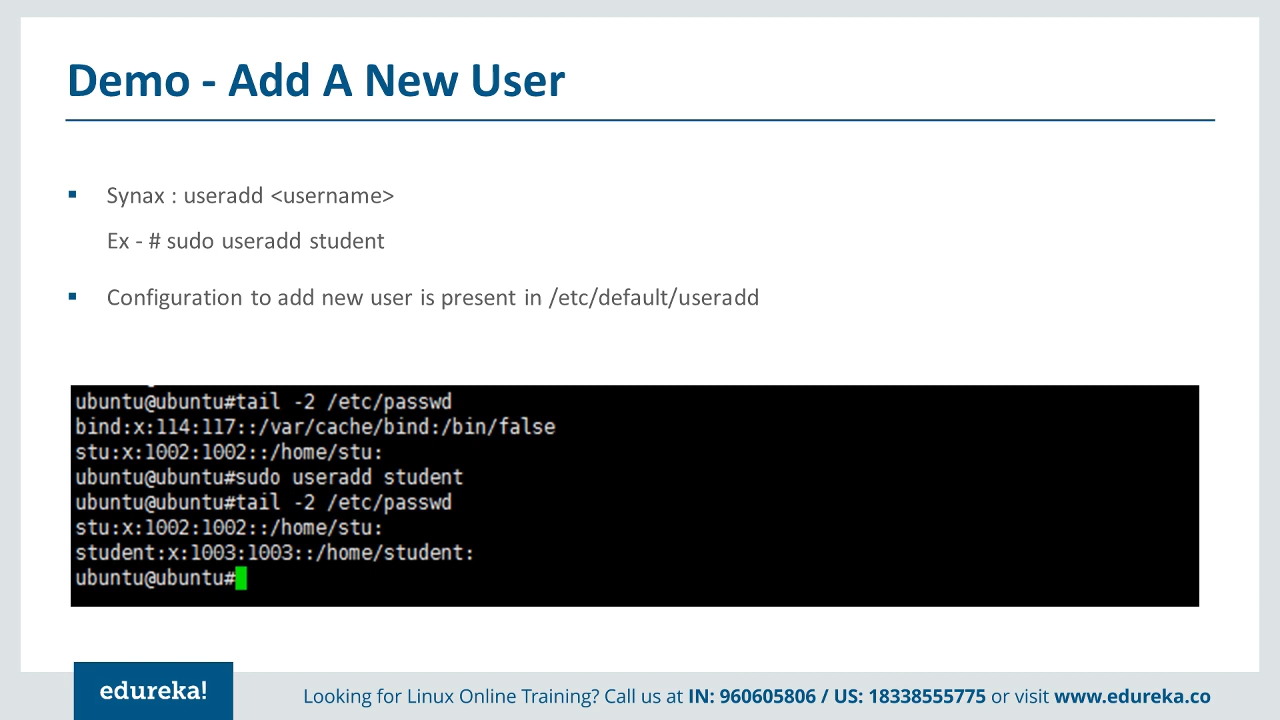 Demo - Add A New User
Synax : useradd <username>
Ex - # sudo useradd student
Configuration to add new user is present in /etc/default/useradd
ubuntu@ubuntu#tail -2 /etc/passwd
bind:x:114:117::/var/cache/bind:/bin/false
stu:x:1002:1002::/home/stu:
ubuntu@ubuntu#sudo useradd student
ubuntu@ubuntu#tail -2 /etc/passwd
stu:x:1002:1002::/home/stu:
student:x:1003:1003::/home/student:
ubuntu@ubuntu#
edureka!
Looking for Linux Online Training? Call us at IN: 960605806 / US: 18338555775 or visit www.edureka.co